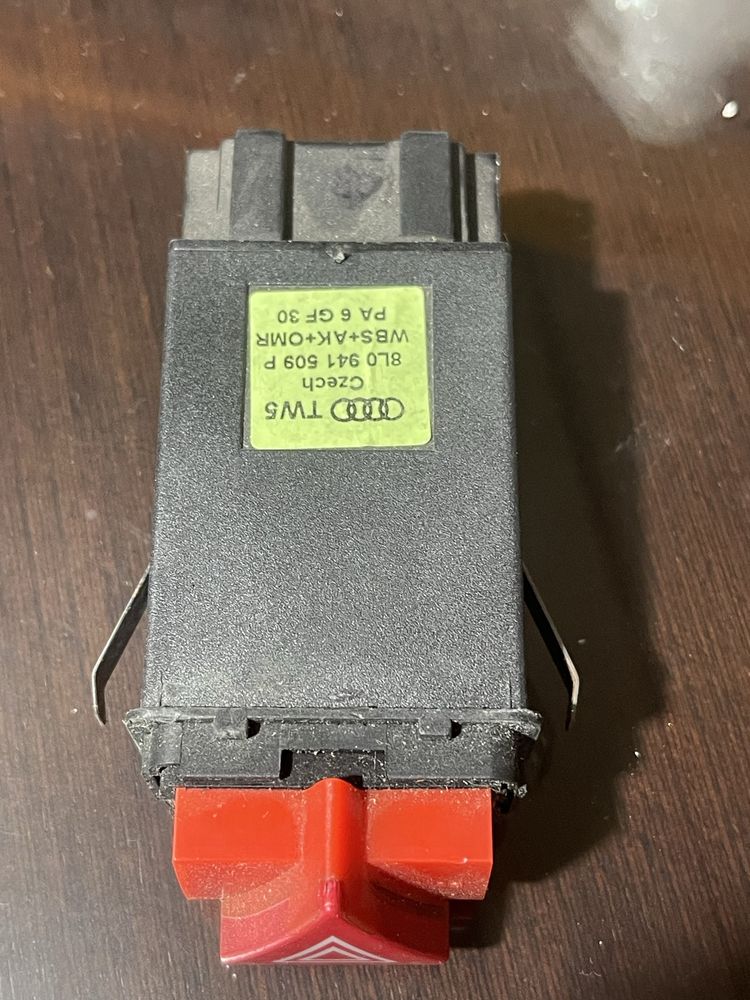 TW5
Czech
8L0 941 509 P
WBS+AK+OMR
PA 6 GF 30